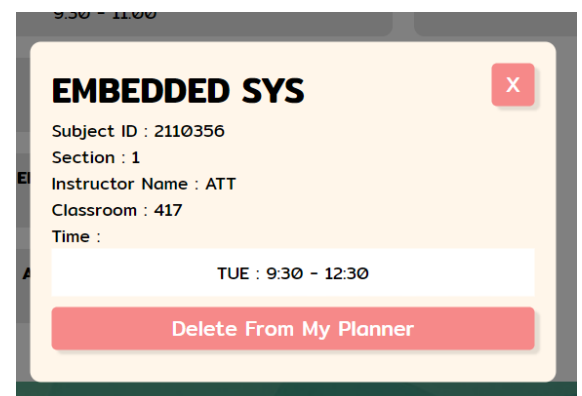 9:30 - 11:00
EMBEDDED SYS
X
Subject ID : 2110356
Section : 1
Instructor Name : ATT
Classroom : 417
Time :
TUE : 9:30 - 12:30
Delete From My Planner